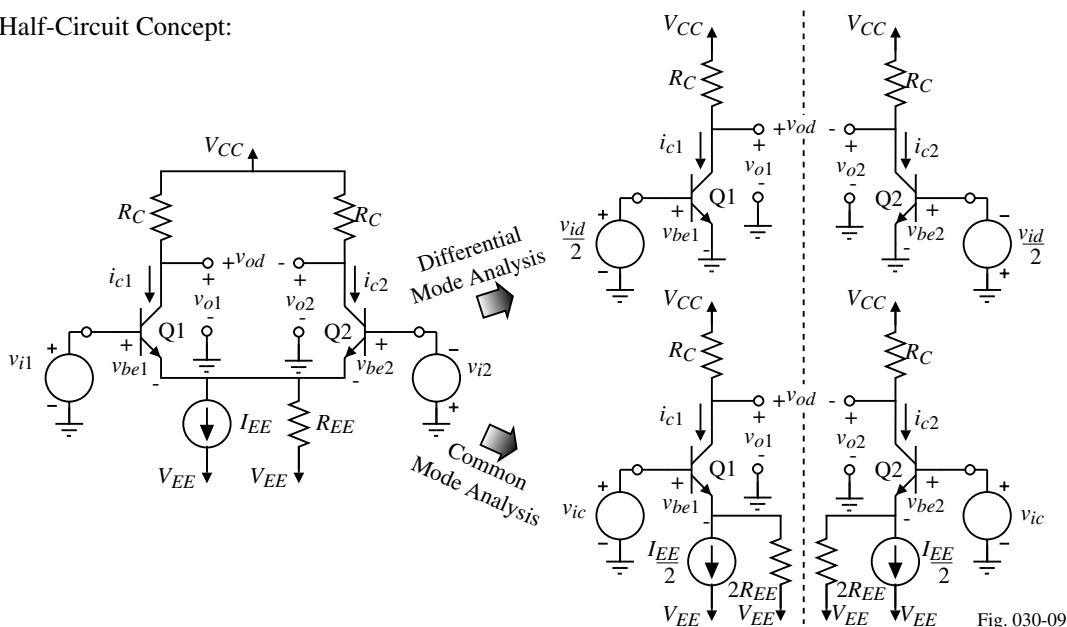 Half-Circuit Concept:
VCC
RC
RC
ic1
+vod -
ic2
+
vo1
-
+
vo2
-
Q1
Q2
vi1
+
-
+
vbe1
-
+
vbe2
-
-
vi2
+
IEE
REE
VEE
VEE
Differential
Mode Analysis
Common
Mode Analysis
VCC
VCC
RC
RC
ic1
+vod -
ic2
+
vo1
-
+
vo2
-
Q1
Q2
+
vid
2
-
+
vbe1
-
+
vbe2
-
-
vid
2
+
VCC
VCC
RC
RC
ic1
+vod -
ic2
+
vo1
-
+
vo2
-
Q1
Q2
+
vic
-
+
vbe1
-
+
vbe2
-
+
vic
-
IEE
2
2REE
2REE
IEE
2
VEE
VEE
VEE
VEE
Fig. 030-09